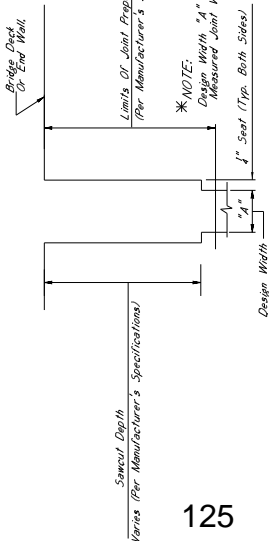 Bridge Deck
Or End Wall.
Limits Of Joint Prep
(Per Manufacturer's
* NOTE:
Design Width "A"
Measured Joint
¼" Seat (Typ. Both Sides)
"A"
Design Width
Sawcut Depth
Varies (Per Manufacturer's Specifications)
125